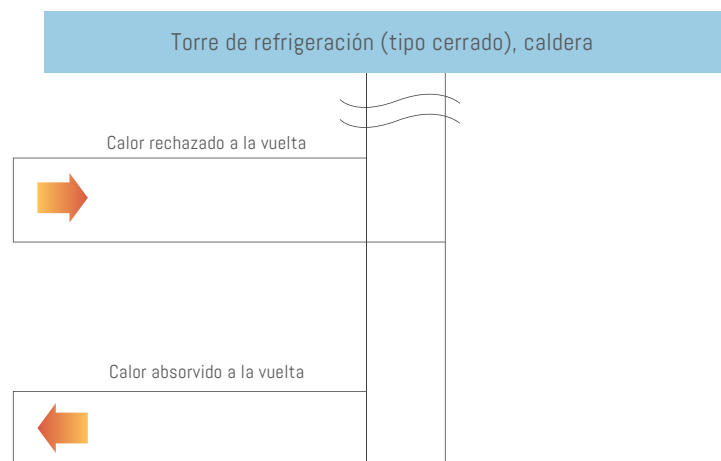 Torre de refrigeración (tipo cerrado), caldera
Calor rechazado a la vuelta
Calor absorvido a la vuelta